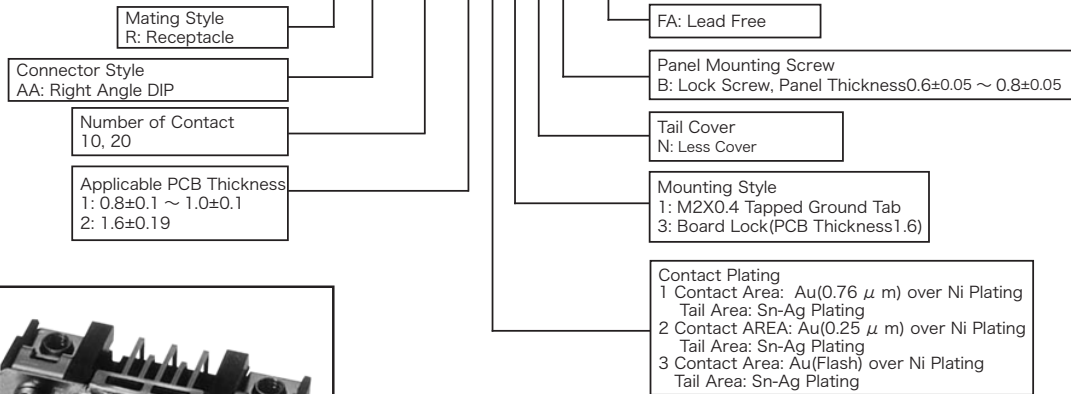 Mating Style
R: Receptacle
Connector Style
AA: Right Angle DIP
Number of Contact
10, 20
Applicable PCB Thickness
1: 0.8±0.1 ～ 1.0±0.1
2: 1.6±0.19
FA: Lead Free
Panel Mounting Screw
B: Lock Screw, Panel Thickness0.6±0.05 ～ 0.8±0.05
Tail Cover
N: Less Cover
Mounting Style
1: M2X0.4 Tapped Ground Tab
3: Board Lock(PCB Thickness1.6)
Contact Plating
1 Contact Area: Au(0.76 μ m) over Ni Plating
Tail Area: Sn-Ag Plating
2 Contact AREA: Au(0.25 μ m) over Ni Plating
Tail Area: Sn-Ag Plating
3 Contact Area: Au(Flash) over Ni Plating
Tail Area: Sn-Ag Plating